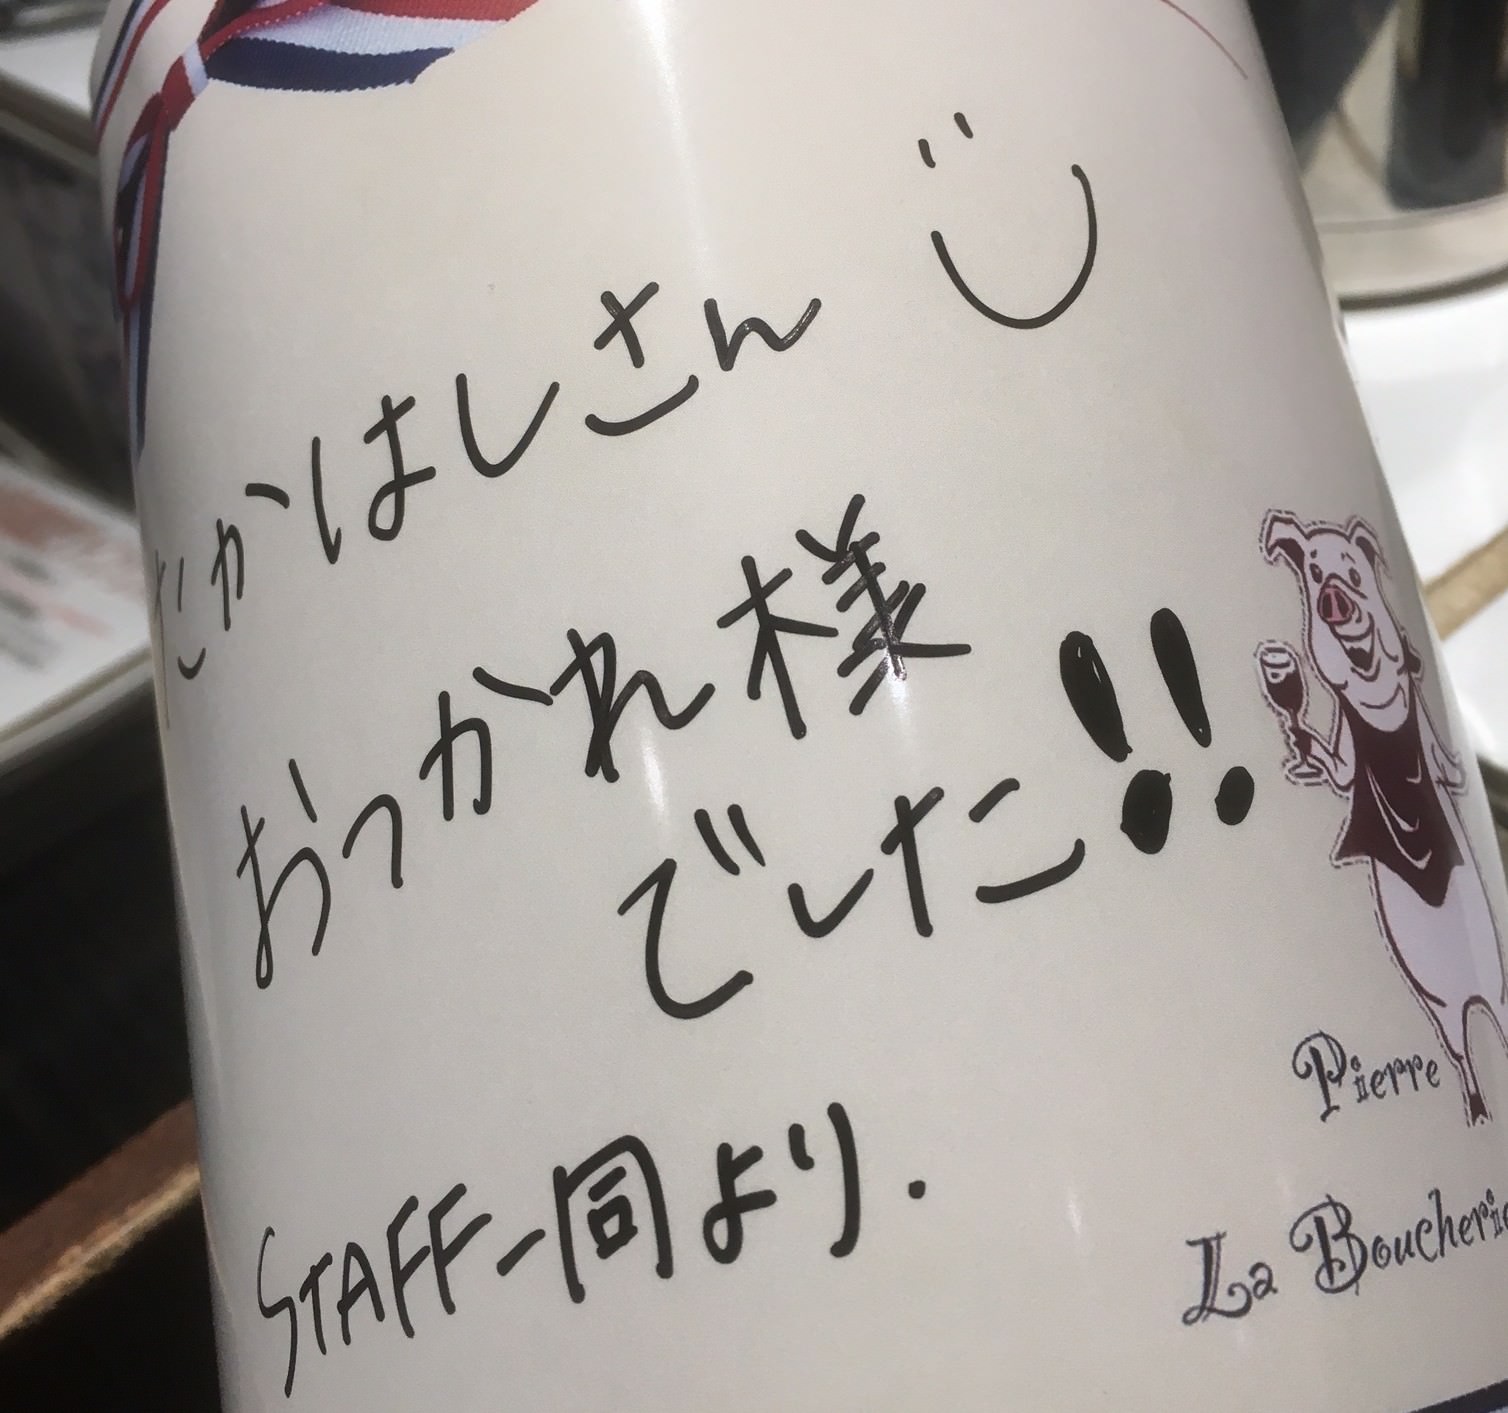 たかはしさん
おつかれ様
でした!!
STAFF一同より.
Pierre
La Boucherie